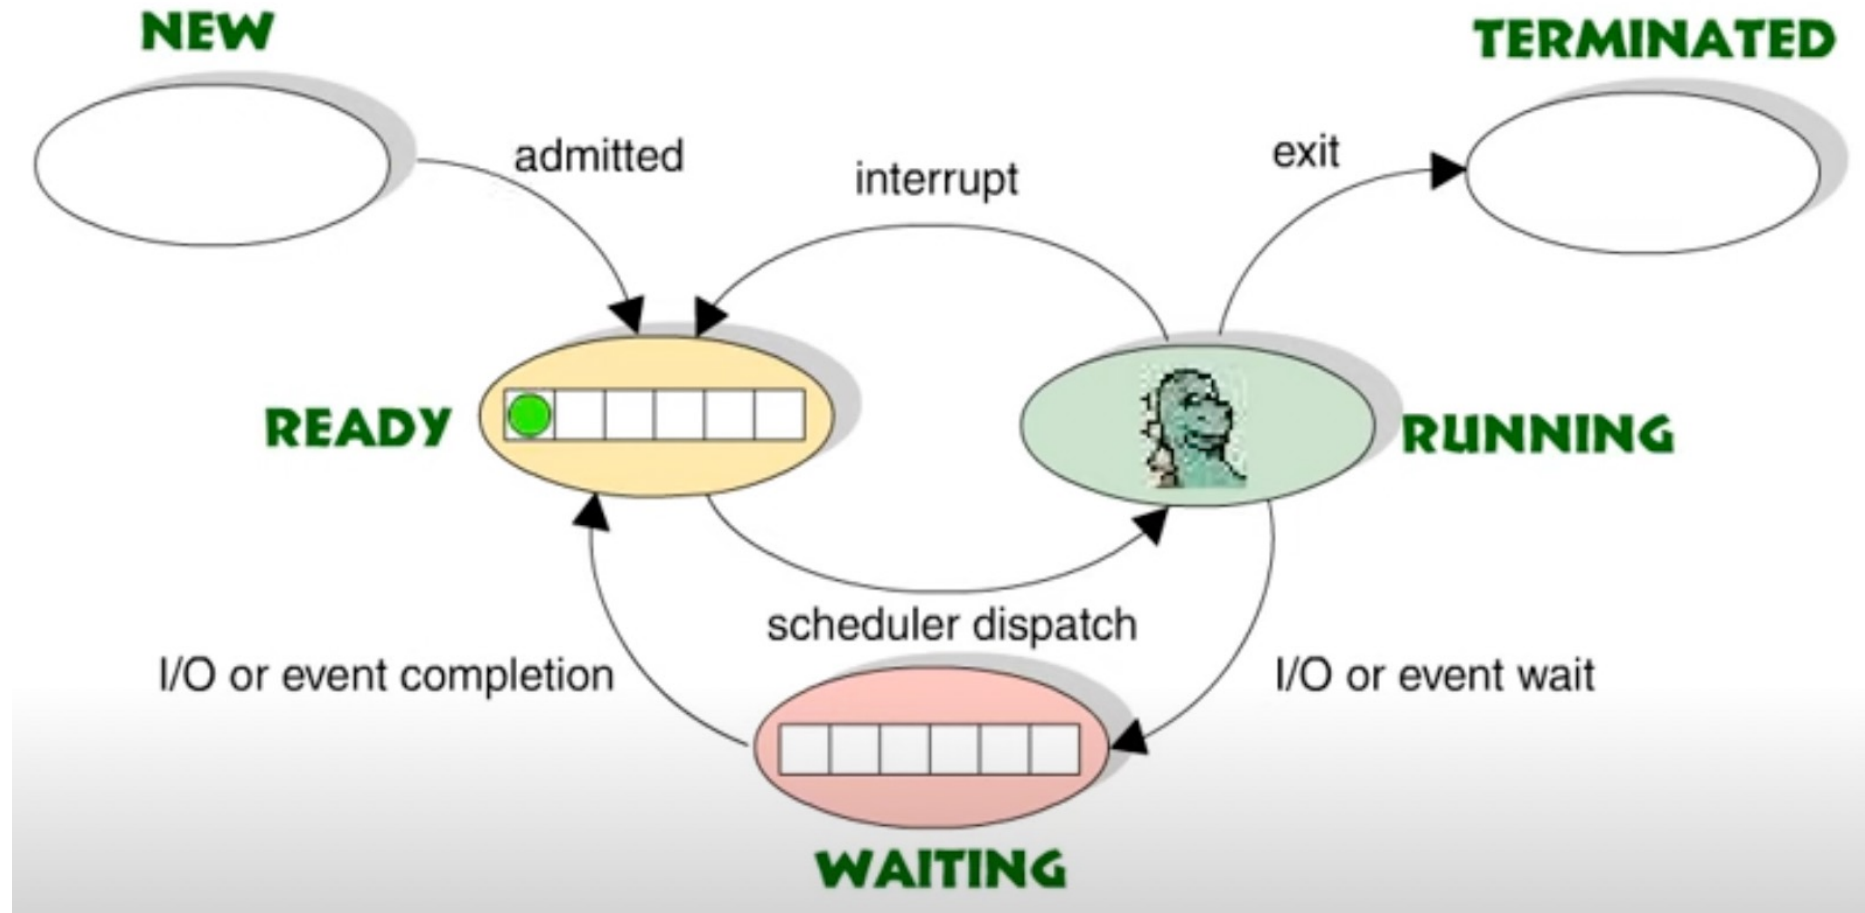 NEW
TERMINATED
admitted
interrupt
exit
READY
RUNNING
scheduler dispatch
I/O or event completion
I/O or event wait
WAITING